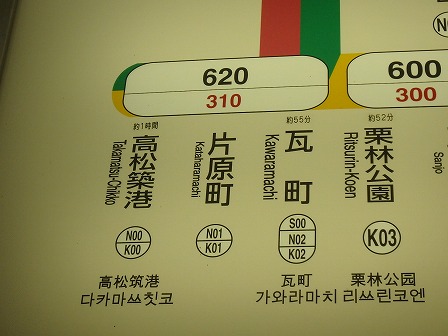 620
310
600
300
約1時間
高松築港
Takamatsu-Chikko
N00
K00
高松筑港
다카마쓰칫코
片原町
Kataharamachi
N01
K01
約55分
瓦町
Kawaramachi
S00
N02
K02
瓦町
가와라마치
約52分
栗林公園
Ritsurin-Koen
K03
栗林公园
리쓰린코엔
Sanjo